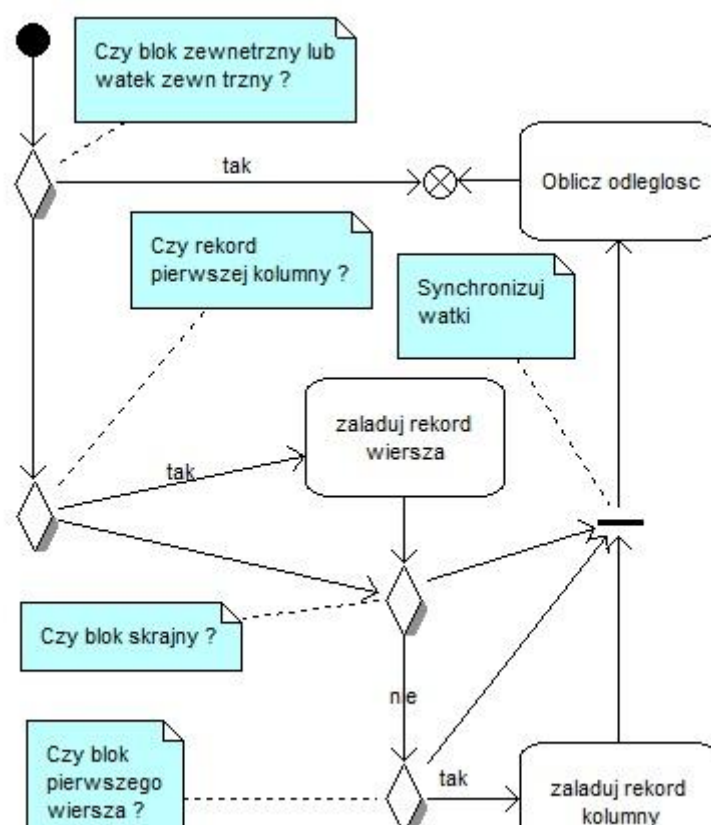 Czy blok zewnetrzny lub
watek zewn trzny ?
tak
Oblicz odleglosc
Czy rekord
pierwszej kolumny ?
Synchronizuj
watki
zaladuj rekord
wiersza
tak
Czy blok skrajny ?
nie
Czy blok
pierwszego
wiersza ?
tak
zaladuj rekord
kolumny